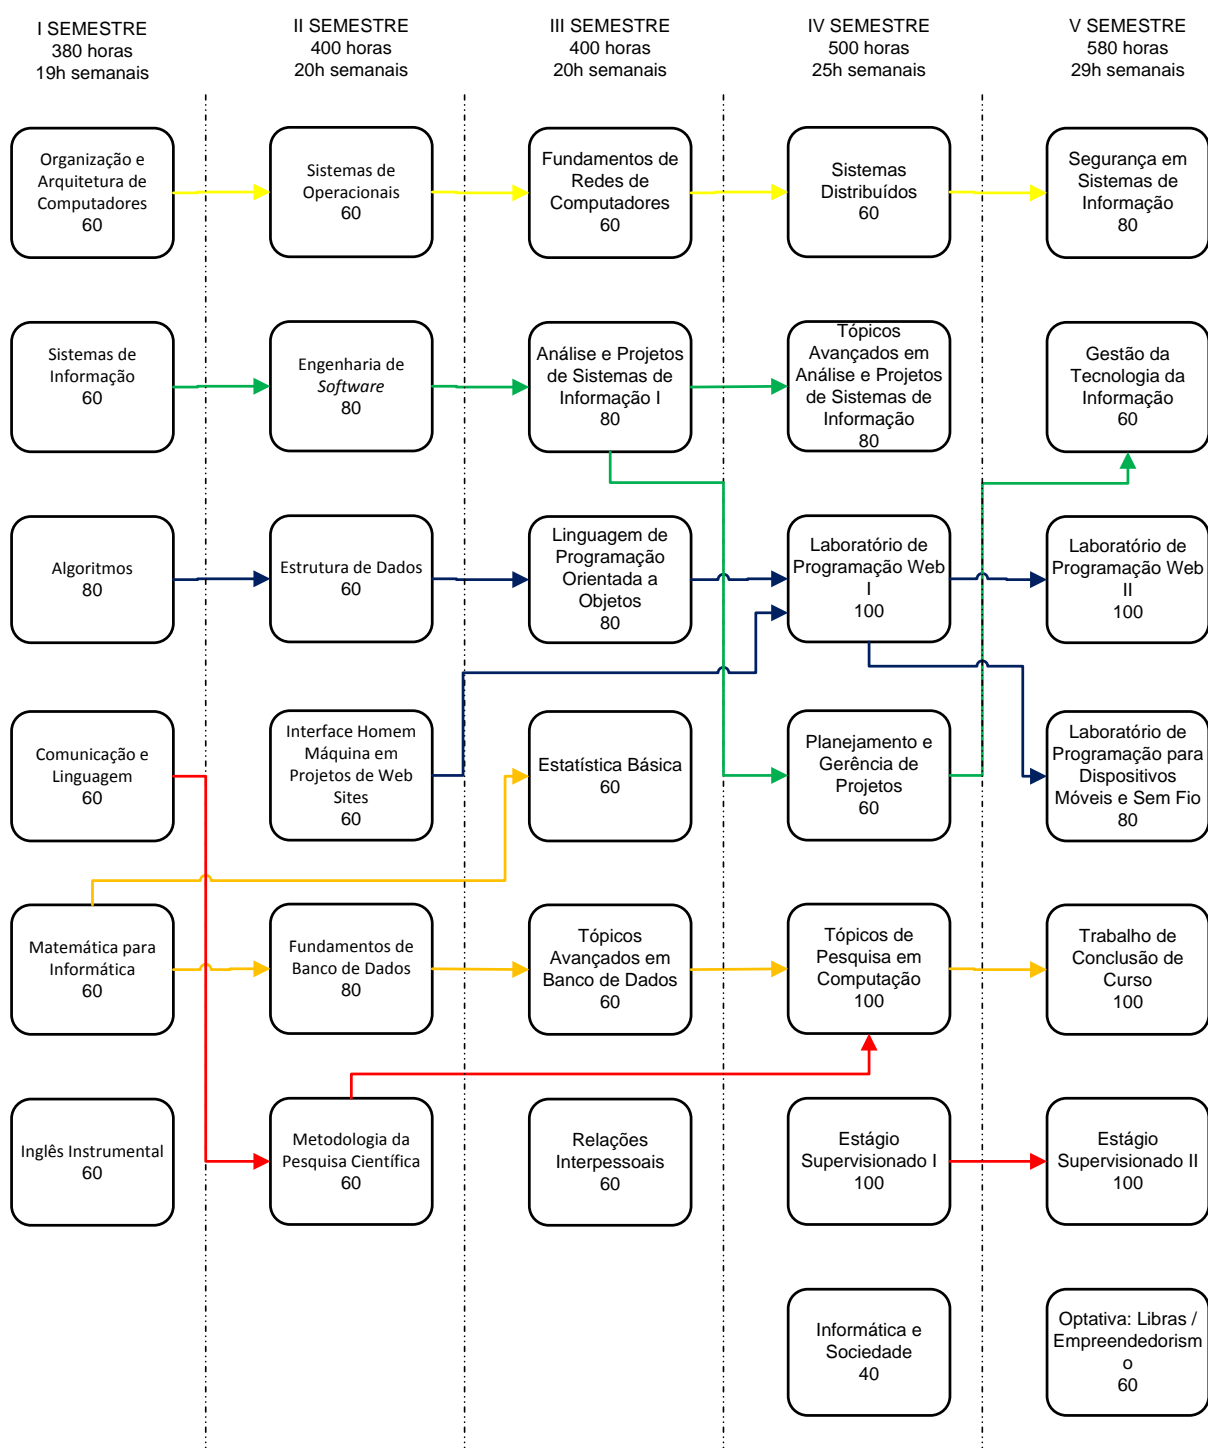 I SEMESTRE
380 horas
19h semanais
II SEMESTRE
400 horas
20h semanais
III SEMESTRE
400 horas
20h semanais
IV SEMESTRE
500 horas
25h semanais
V SEMESTRE
580 horas
29h semanais
Organização e
Arquitetura de
Computadores
60
Sistemas de
Operacionais
60
Fundamentos de
Redes de
Computadores
60
Sistemas
Distribuídos
60
Segurança em
Sistemas de
Informação
80
Sistemas de
Informação
60
Engenharia de
Software
80
Análise e Projetos
de Sistemas de
Informação I
80
Tópicos
Avançados em
Análise e Projetos
de Sistemas de
Informação
80
Gestão da
Tecnologia da
Informação
60
Algoritmos
80
Estrutura de Dados
60
Linguagem de
Programação
Orientada a
Objetos
80
Laboratório de
Programação Web
I
100
Laboratório de
Programação Web
II
100
Comunicação e
Linguagem
60
Interface Homem
Máquina em
Projetos de Web
Sites
60
Estatística Básica
60
Planejamento e
Gerência de
Projetos
60
Laboratório de
Programação para
Dispositivos
Móveis e Sem Fio
80
Matemática para
Informática
60
Fundamentos de
Banco de Dados
80
Tópicos
Avançados em
Banco de Dados
60
Tópicos de
Pesquisa em
Computação
100
Trabalho de
Conclusão de
Curso
100
Inglês Instrumental
60
Metodologia da
Pesquisa Científica
60
Relações
Interpessoais
60
Estágio
Supervisionado I
100
Estágio
Supervisionado II
100
Informática e
Sociedade
40
Optativa: Libras /
Empreendedorism
o
60